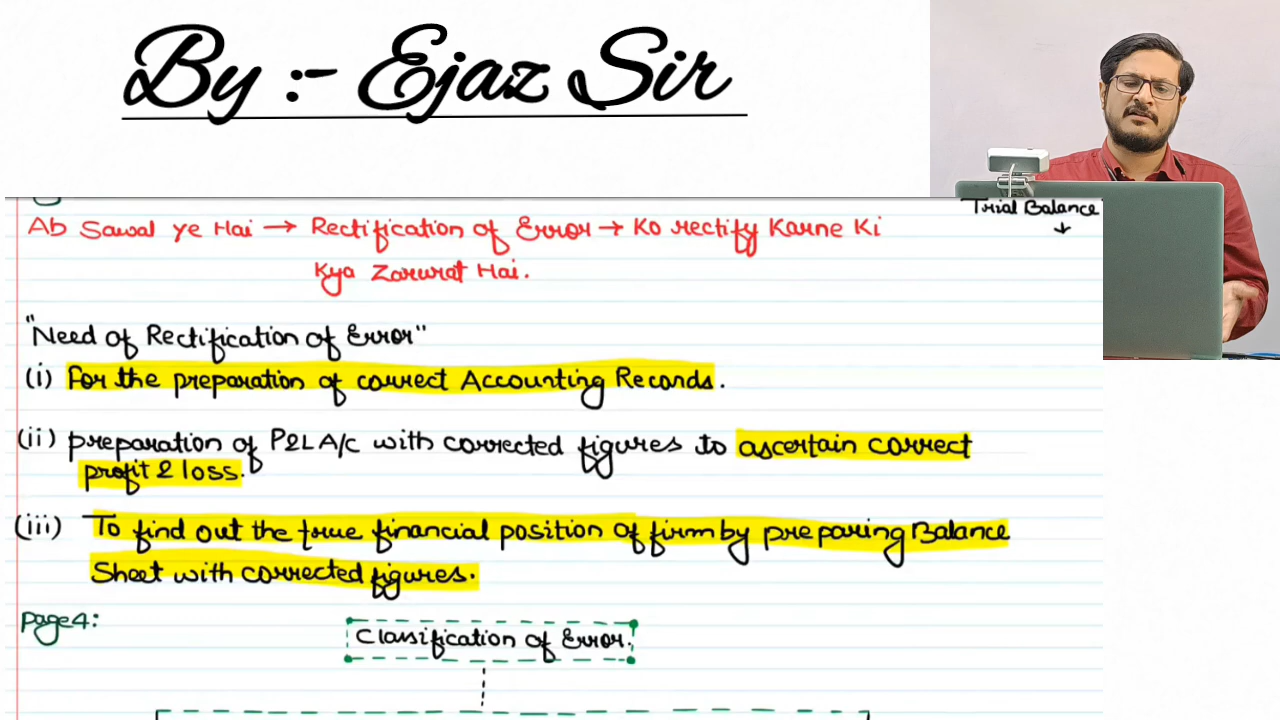 By :- Ejaz Sir
Trial Balance
Ab Sawal ye Hai → Rectification of Error → Ko rectify Karne Ki
Kya Zarurat Hai.
"Need of Rectification of Error"
(i) For the preparation of correct Accounting Records.
(ii) preparation of P&L A/c with corrected figures to ascertain correct
profit & loss.
(iii) To find out the true financial position of firm by preparing Balance
Sheet with corrected figures.
page4:
Classification of Error.